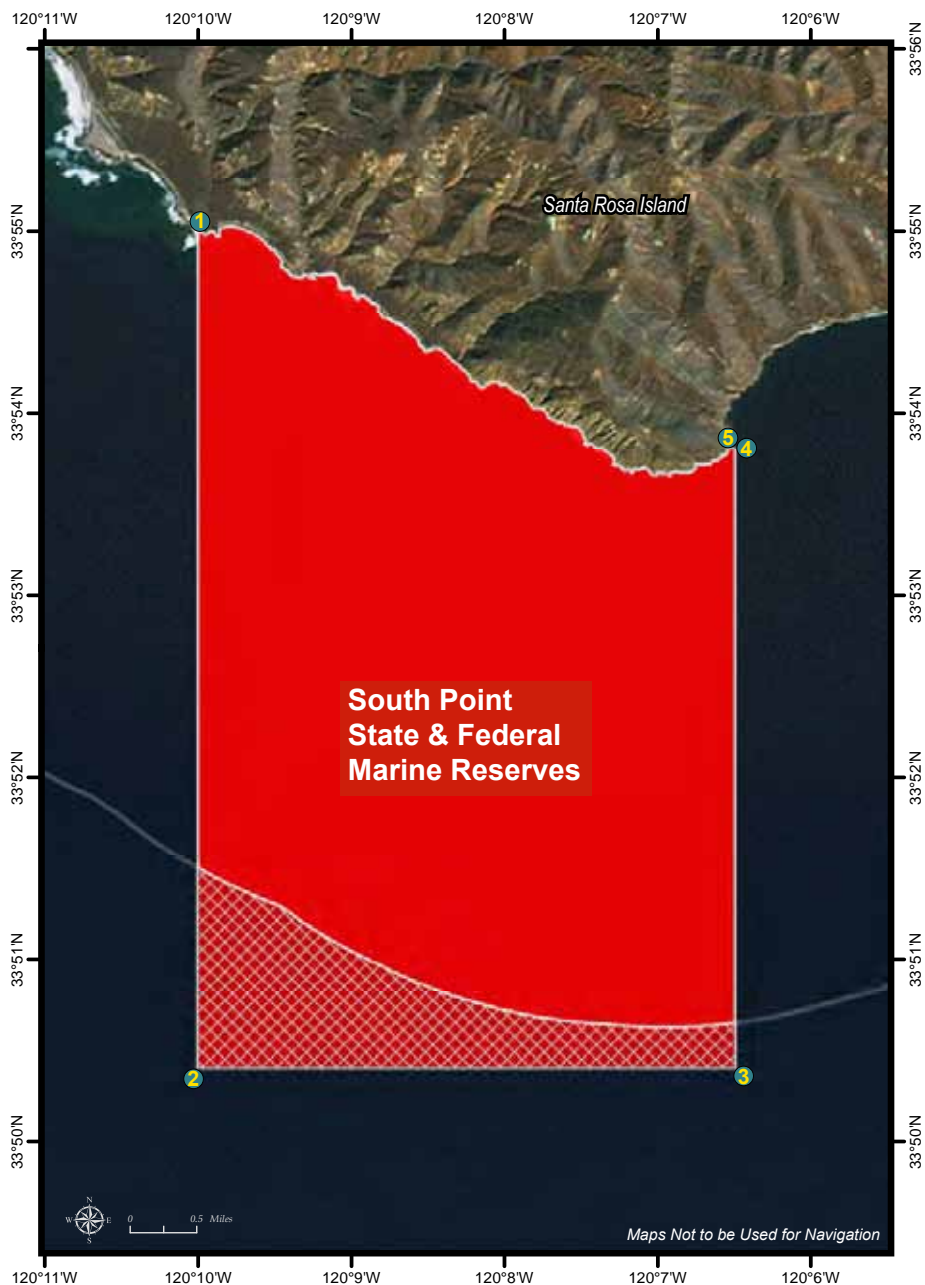 120°11'W 120°10'W 120°9'W 120°8'W 120°7'W 120°6'W
33°56'N
Santa Rosa Island
1
33°55'N 33°55'N
33°54'N 33°54'N
5
4
33°53'N 33°53'N
South Point
State & Federal
Marine Reserves
33°52'N 33°52'N
33°51'N 33°51'N
2
3
33°50'N 33°50'N
N
W E
S
0 0.5 Miles
Maps Not to be Used for Navigation
120°11'W 120°10'W 120°9'W 120°8'W 120°7'W 120°6'W